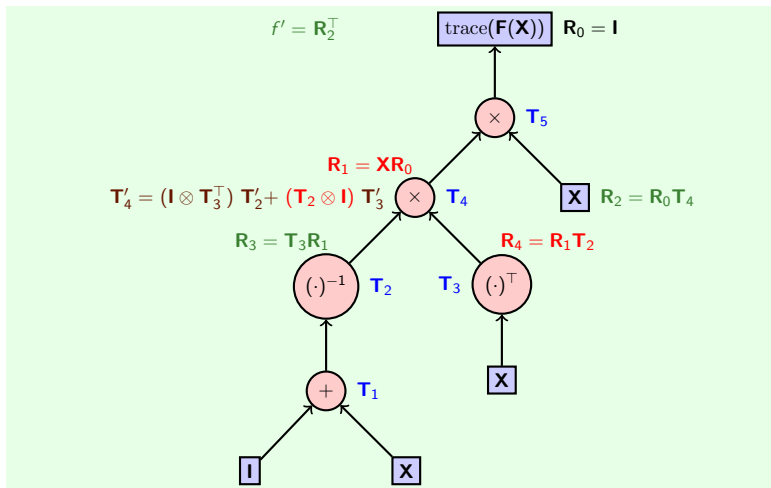 f′ = R₂⊤ trace(F(X)) R₀ = I
× T₅
R₁ = XR₀
T′₄ = (I ⊗ T₃⊤) T′₂+ (T₂ ⊗ I) T′₃ × T₄ X R₂ = R₀T₄
R₃ = T₃R₁ R₄ = R₁T₂
(·)⁻¹ T₂ T₃ (·)⊤
X
+ T₁
I X